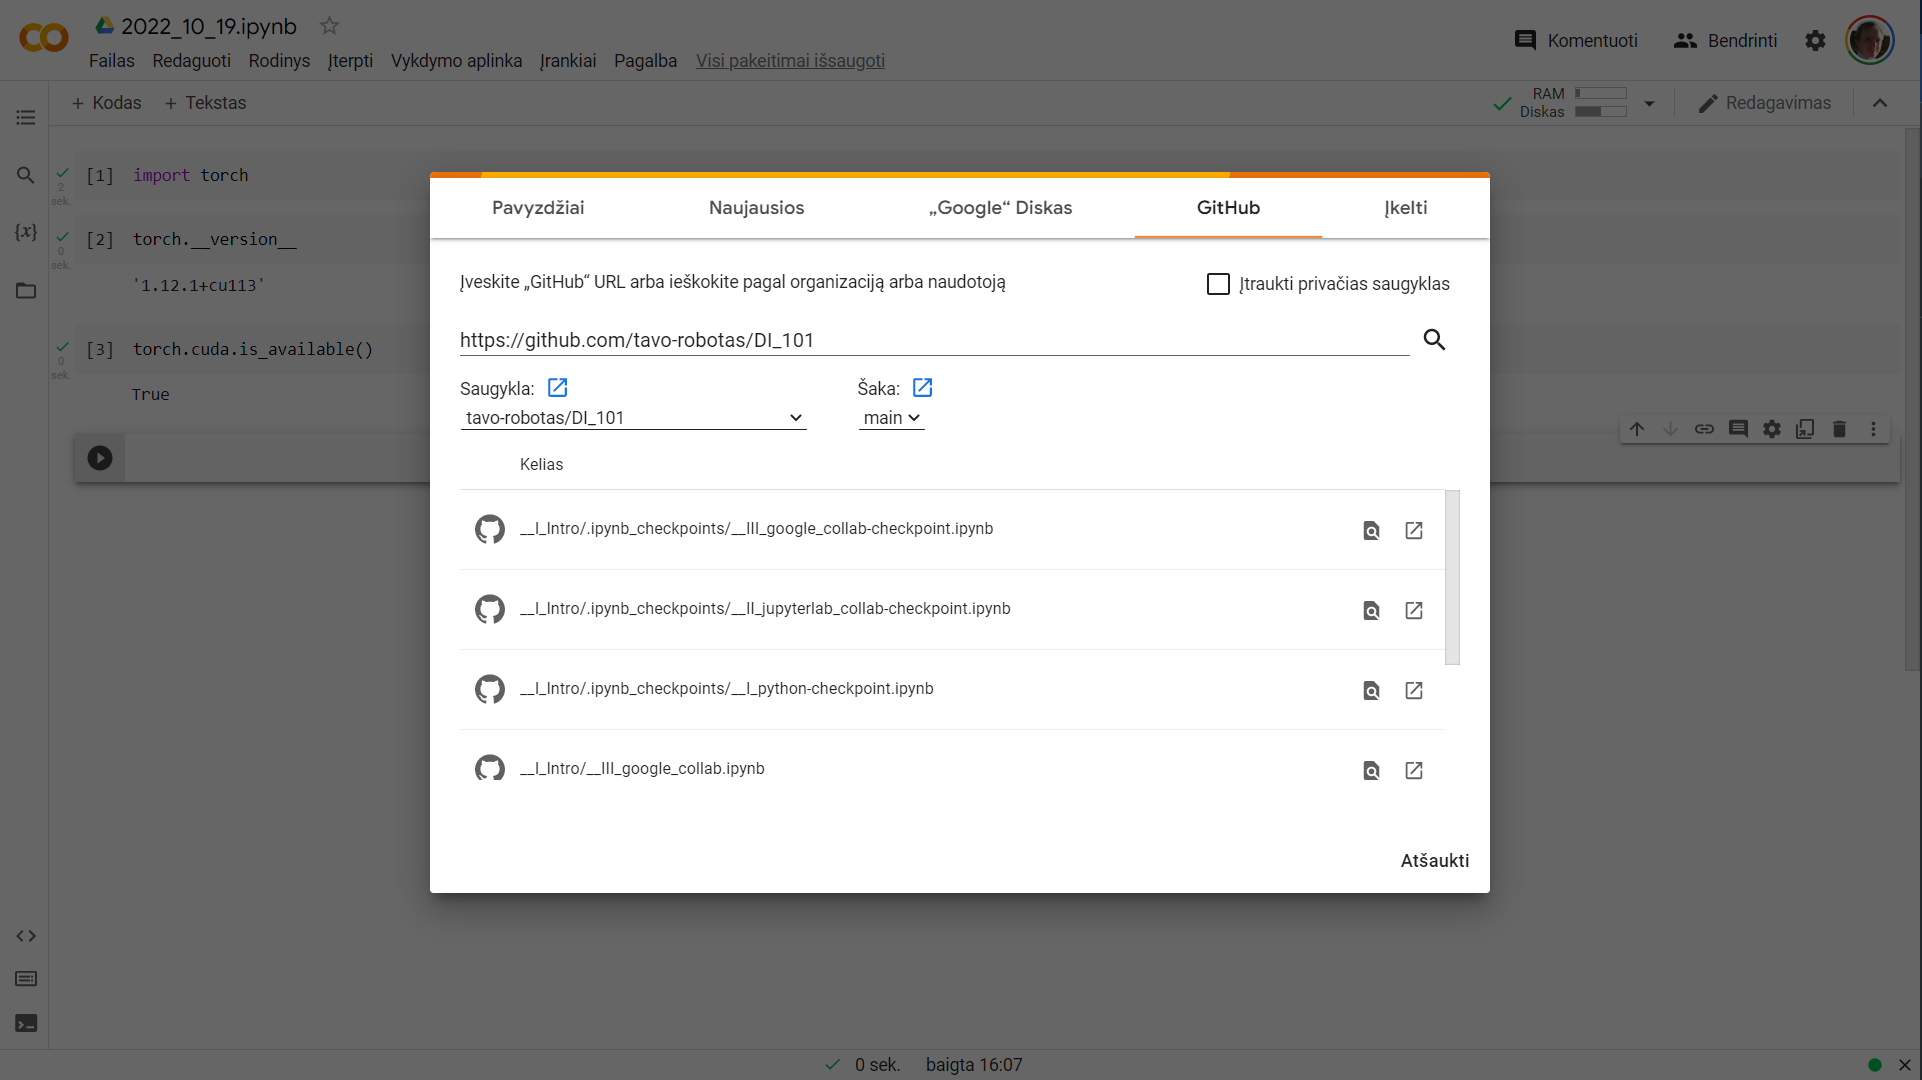 2022_10_19.ipynb
Failas Redaguoti Rodinys Įterpti Vykdymo aplinka Įrankiai Pagalba Visi pakeitimai išsaugoti
Komentuoti Bendrinti
+ Kodas + Tekstas
RAM
Diskas
Redagavimas
[1] import torch
2
sek.
[2] torch.__version__
0
sek.
'1.12.1+cu113'
[3] torch.cuda.is_available()
0
sek.
True
Pavyzdžiai Naujausios „Google“ Diskas GitHub Įkelti
Įveskite „GitHub“ URL arba ieškokite pagal organizaciją arba naudotoją
Įtraukti privačias saugyklas
https://github.com/tavo-robotas/DI_101
Saugykla: Šaka:
tavo-robotas/DI_101 main
Kelias
__I_Intro/.ipynb_checkpoints/__III_google_collab-checkpoint.ipynb
__I_Intro/.ipynb_checkpoints/__II_jupyterlab_collab-checkpoint.ipynb
__I_Intro/.ipynb_checkpoints/__I_python-checkpoint.ipynb
__I_Intro/__III_google_collab.ipynb
Atšaukti
0 sek. baigta 16:07